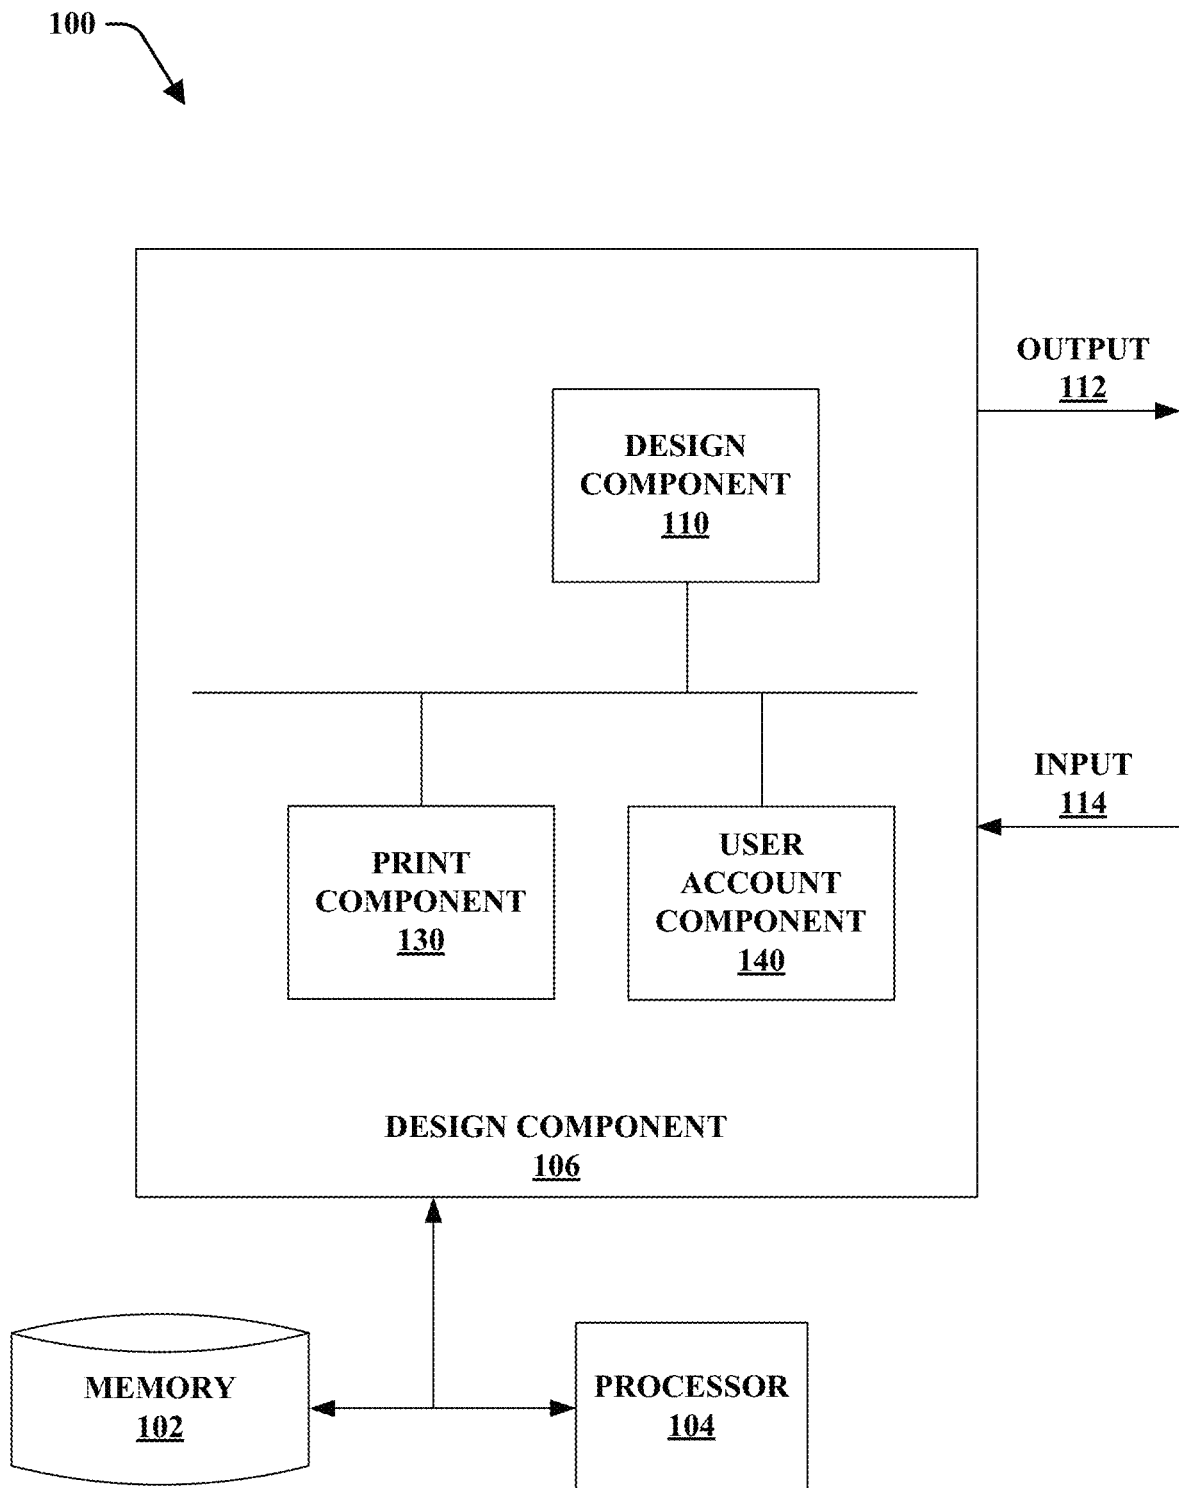 100
OUTPUT
112
DESIGN
COMPONENT
110
INPUT
114
PRINT
COMPONENT
130
USER
ACCOUNT
COMPONENT
140
DESIGN COMPONENT
106
MEMORY
102
PROCESSOR
104